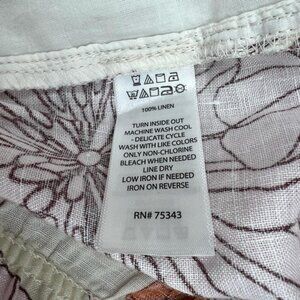 100% LINEN
TURN INSIDE OUT
MACHINE WASH COOL
- DELICATE CYCLE
WASH WITH LIKE COLORS
ONLY NON-CHLORINE
BLEACH WHEN NEEDED
LINE DRY
LOW IRON IF NEEDED
IRON ON REVERSE
RN# 75343